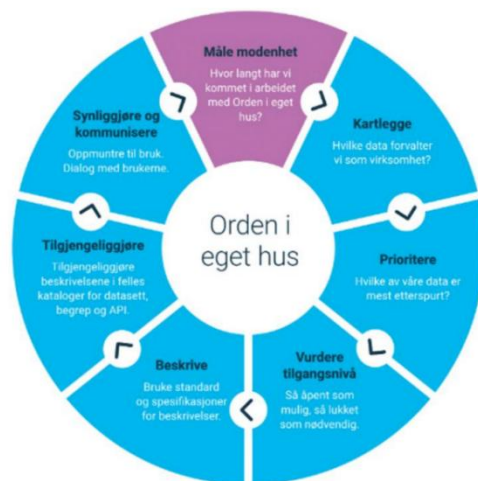 Måle modenhet
Hvor langt har vi
kommet i arbeidet
med Orden i eget
hus?
Kartlegge
Hvilke data forvalter
vi som virksomhet?
Prioritere
Hvilke av våre data er
mest etterspurt?
Vurdere
tilgangsnivå
Så åpent som
mulig, så lukket
som nødvendig.
Beskrive
Bruke standard
og spesifikasjoner
for beskrivelser.
Tilgjengeliggjøre
Tilgjengeliggjøre
beskrivelsene i felles
kataloger for datasett,
begrep og API.
Synliggjøre og
kommunisere
Oppmuntre til bruk.
Dialog med brukerne.
Orden i
eget hus